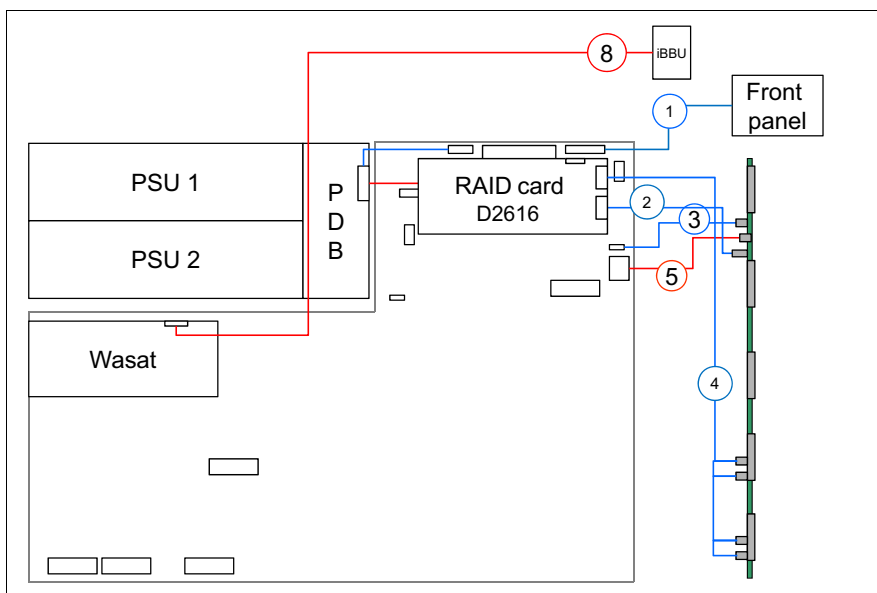 8
iBBU
1
Front
panel
PSU 1
PSU 2
P
D
B
RAID card
D2616
2
3
5
Wasat
4